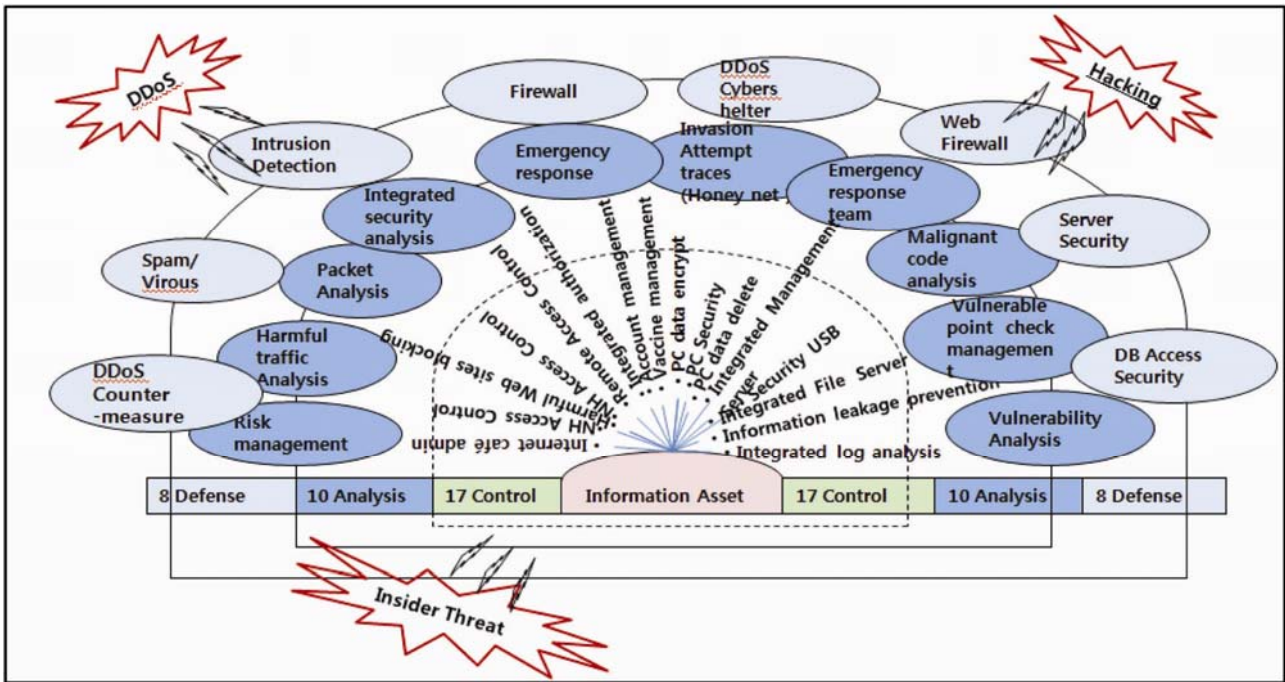 DDoS
Hacking
Firewall
DDoS
Cybers
helter
Web
Firewall
Intrusion
Detection
Emergency
response
Invasion
Attempt
traces
(Honey net )
Emergency
response
team
Integrated
security
analysis
Server
Security
Malignant
code
analysis
Spam/
Virous
Packet
Analysis
Vulnerable
point check
managemen
t
Harmful
traffic
Analysis
DB Access
Security
DDoS
Counter
-measure
Risk
management
Vulnerability
Analysis
• Internet café admin
• NH Access Control
• Harmful Web sites blocking
• NH Access Control
• Remote Access Control
• Integrated authorization
• Account management
• Vaccine management
• PC data encrypt
• PC Security
• PC data delete
• Integrated Management
Server
• Security USB
• Integrated File Server
• Information leakage prevention
• Integrated log analysis
8 Defense
10 Analysis
17 Control
Information Asset
17 Control
10 Analysis
8 Defense
Insider Threat